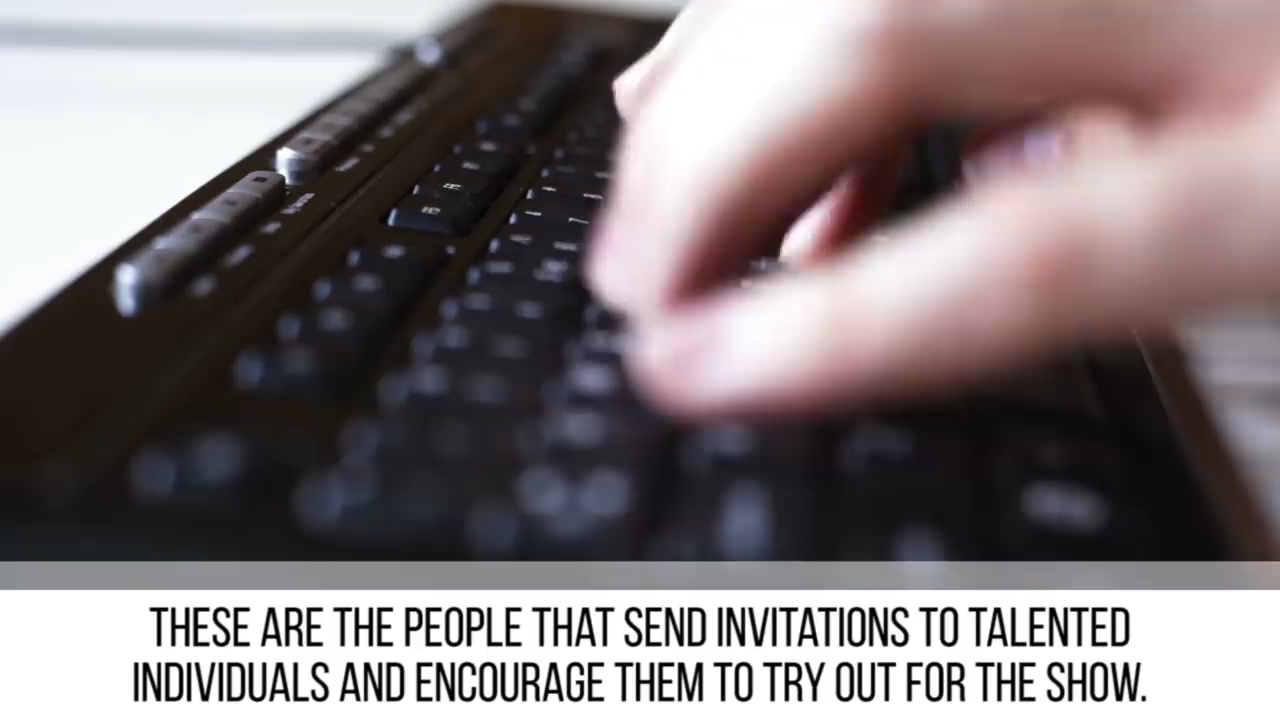 THESE ARE THE PEOPLE THAT SEND INVITATIONS TO TALENTED
INDIVIDUALS AND ENCOURAGE THEM TO TRY OUT FOR THE SHOW.